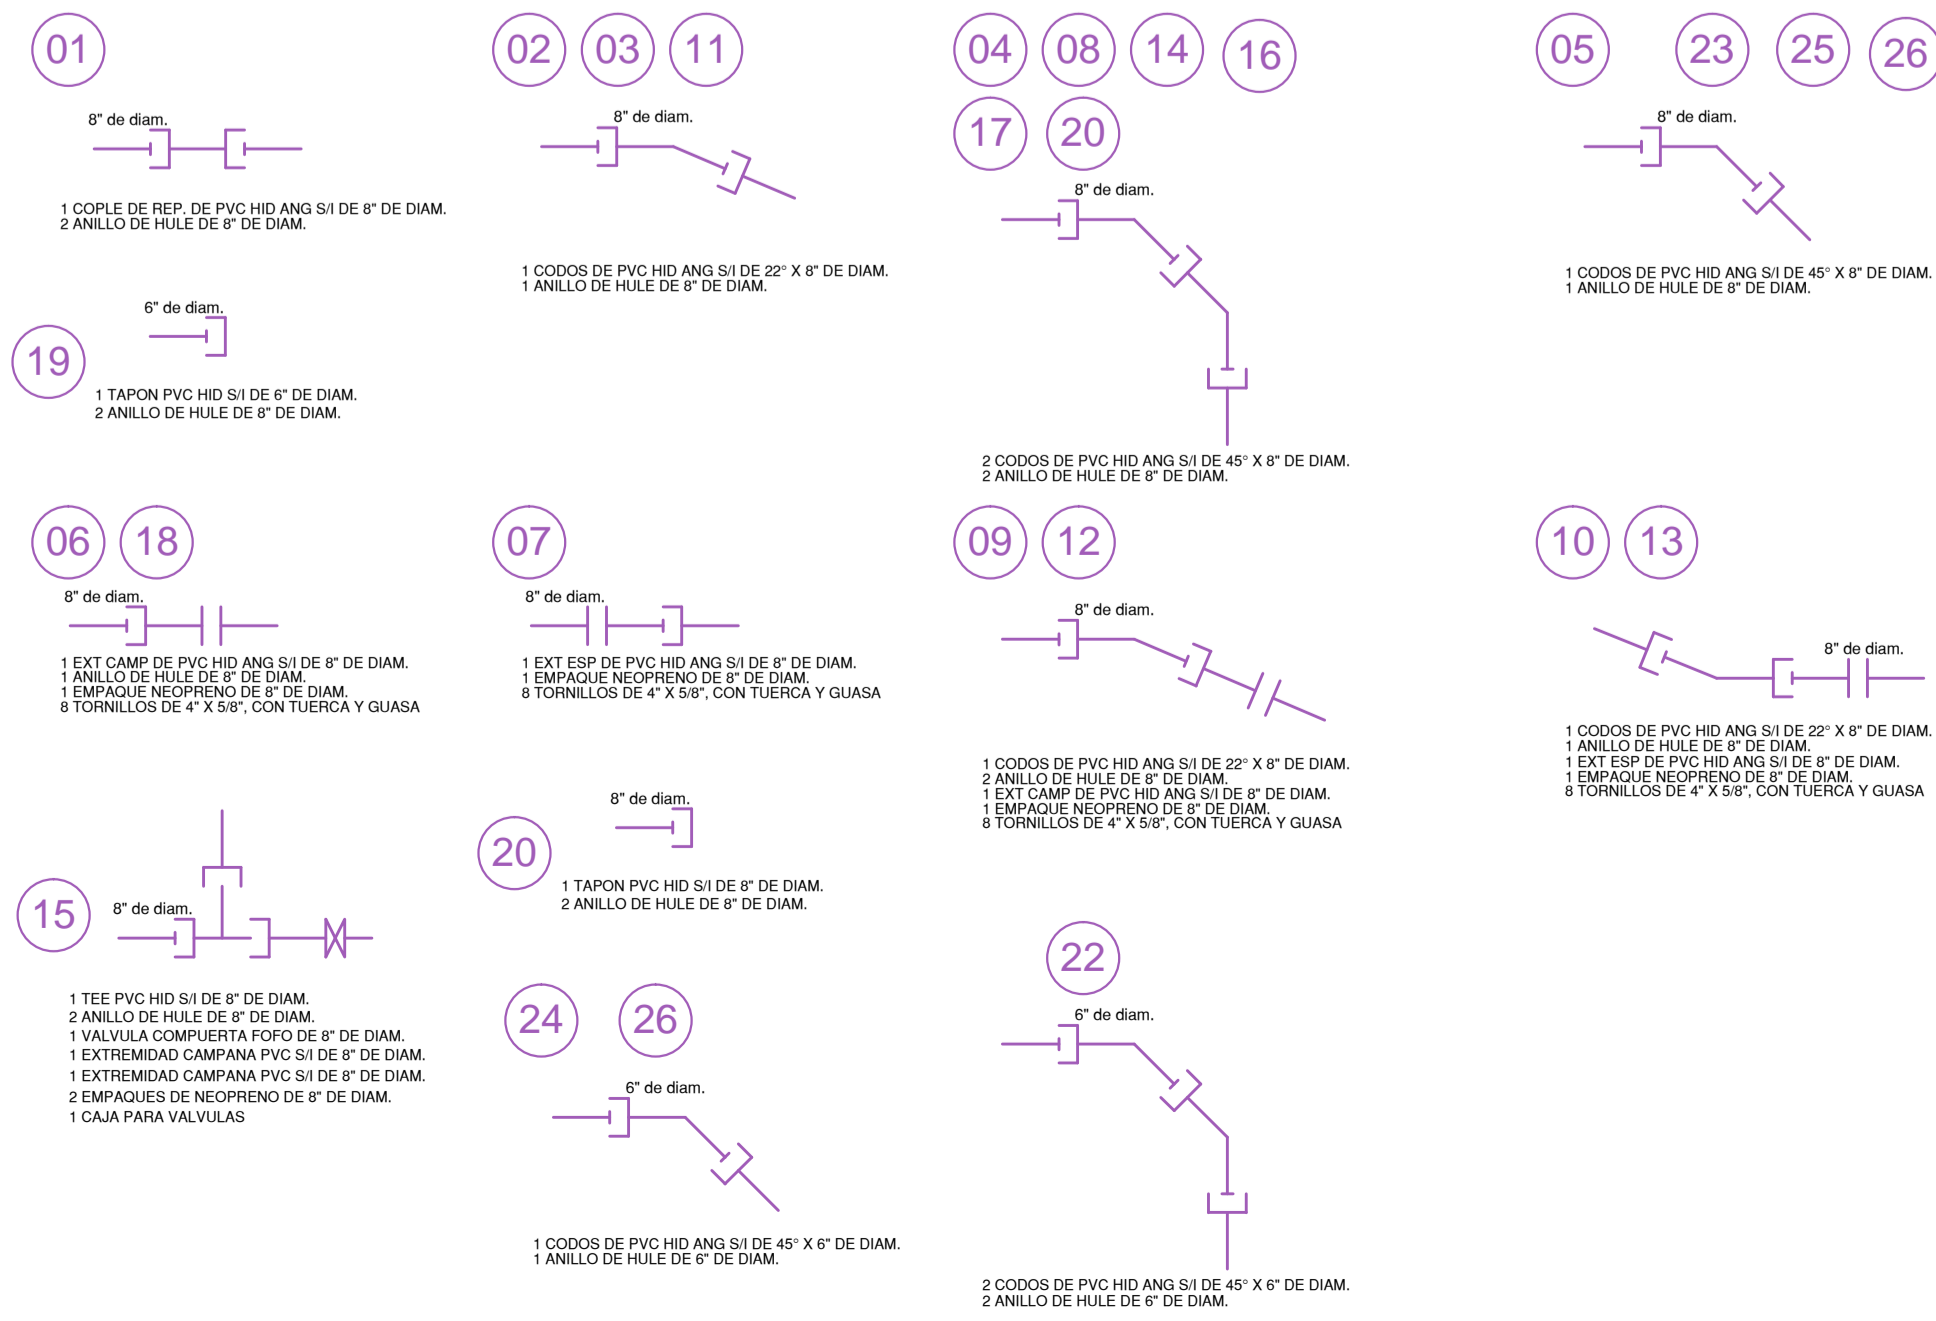 01
8" de diam.
1 COPLE DE REP. DE PVC HID ANG S/I DE 8" DE DIAM.
2 ANILLO DE HULE DE 8" DE DIAM.
02 03 11
8" de diam.
1 CODOS DE PVC HID ANG S/I DE 22° X 8" DE DIAM.
1 ANILLO DE HULE DE 8" DE DIAM.
04 08 14 16
17 20
8" de diam.
2 CODOS DE PVC HID ANG S/I DE 45° X 8" DE DIAM.
2 ANILLO DE HULE DE 8" DE DIAM.
05 23 25 26
8" de diam.
1 CODOS DE PVC HID ANG S/I DE 45° X 8" DE DIAM.
1 ANILLO DE HULE DE 8" DE DIAM.
19
6" de diam.
1 TAPON PVC HID S/I DE 6" DE DIAM.
2 ANILLO DE HULE DE 8" DE DIAM.
06 18
8" de diam.
1 EXT CAMP DE PVC HID ANG S/I DE 8" DE DIAM.
1 ANILLO DE HULE DE 8" DE DIAM.
1 EMPAQUE NEOPRENO DE 8" DE DIAM.
8 TORNILLOS DE 4" X 5/8", CON TUERCA Y GUASA
07
8" de diam.
1 EXT ESP DE PVC HID ANG S/I DE 8" DE DIAM.
1 EMPAQUE NEOPRENO DE 8" DE DIAM.
8 TORNILLOS DE 4" X 5/8", CON TUERCA Y GUASA
09 12
8" de diam.
1 CODOS DE PVC HID ANG S/I DE 22° X 8" DE DIAM.
2 ANILLO DE HULE DE 8" DE DIAM.
1 EXT CAMP DE PVC HID ANG S/I DE 8" DE DIAM.
1 EMPAQUE NEOPRENO DE 8" DE DIAM.
8 TORNILLOS DE 4" X 5/8", CON TUERCA Y GUASA
10 13
8" de diam.
1 CODOS DE PVC HID ANG S/I DE 22° X 8" DE DIAM.
1 ANILLO DE HULE DE 8" DE DIAM.
1 EXT ESP DE PVC HID ANG S/I DE 8" DE DIAM.
1 EMPAQUE NEOPRENO DE 8" DE DIAM.
8 TORNILLOS DE 4" X 5/8", CON TUERCA Y GUASA
15
8" de diam.
1 TEE PVC HID S/I DE 8" DE DIAM.
2 ANILLO DE HULE DE 8" DE DIAM.
1 VALVULA COMPUERTA FOFO DE 8" DE DIAM.
1 EXTREMIDAD CAMPANA PVC S/I DE 8" DE DIAM.
1 EXTREMIDAD CAMPANA PVC S/I DE 8" DE DIAM.
2 EMPAQUES DE NEOPRENO DE 8" DE DIAM.
1 CAJA PARA VALVULAS
20
8" de diam.
1 TAPON PVC HID S/I DE 8" DE DIAM.
2 ANILLO DE HULE DE 8" DE DIAM.
24 26
6" de diam.
1 CODOS DE PVC HID ANG S/I DE 45° X 6" DE DIAM.
1 ANILLO DE HULE DE 6" DE DIAM.
22
6" de diam.
2 CODOS DE PVC HID ANG S/I DE 45° X 6" DE DIAM.
2 ANILLO DE HULE DE 6" DE DIAM.